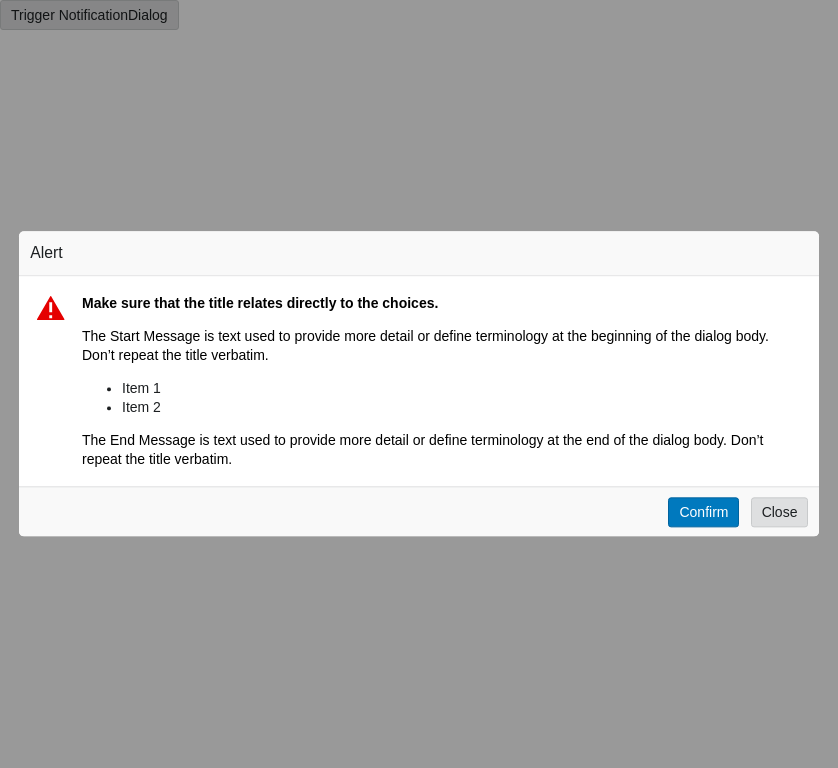 Trigger NotificationDialog
Alert
Make sure that the title relates directly to the choices.
The Start Message is text used to provide more detail or define terminology at the beginning of the dialog body.
Don’t repeat the title verbatim.
• Item 1
• Item 2
The End Message is text used to provide more detail or define terminology at the end of the dialog body. Don’t
repeat the title verbatim.
Confirm Close